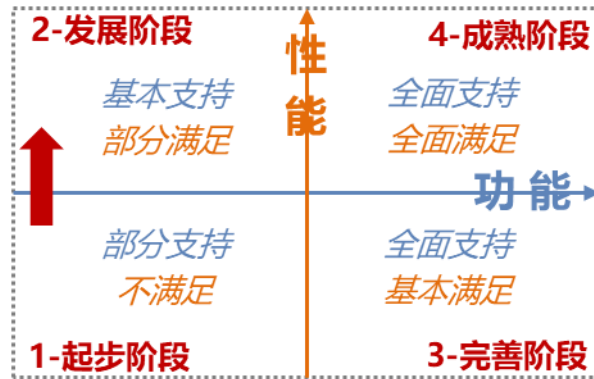 2-发展阶段
性能
4-成熟阶段
基本支持
部分满足
全面支持
全面满足
功能
部分支持
不满足
全面支持
基本满足
1-起步阶段
3-完善阶段